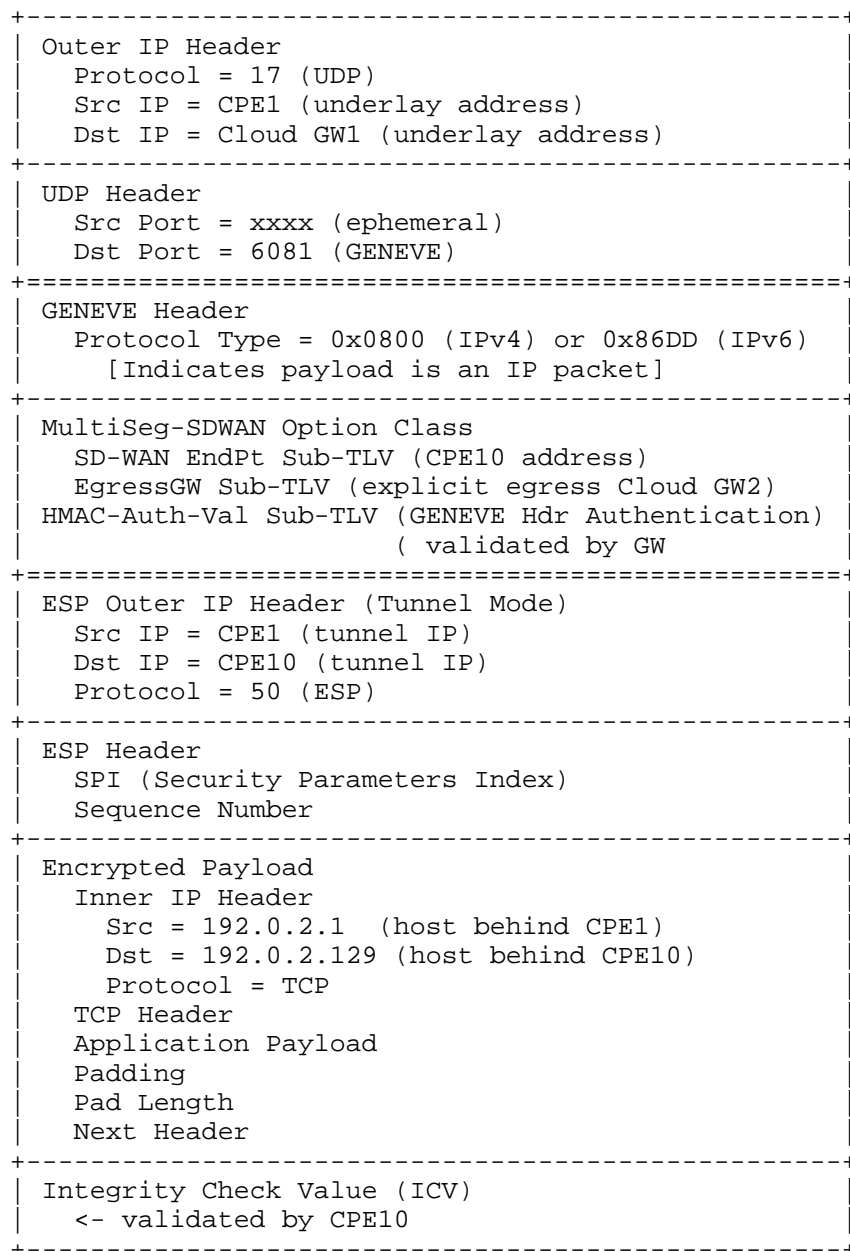 +---------------------------------------------------+
| Outer IP Header                                   |
|   Protocol = 17 (UDP)                             |
|   Src IP = CPE1 (underlay address)                |
|   Dst IP = Cloud GW1 (underlay address)           |
+---------------------------------------------------+
| UDP Header                                        |
|   Src Port = xxxx (ephemeral)                     |
|   Dst Port = 6081 (GENEVE)                        |
+===================================================+
| GENEVE Header                                     |
|   Protocol Type = 0x0800 (IPv4) or 0x86DD (IPv6)  |
|     [Indicates payload is an IP packet]           |
+---------------------------------------------------+
| MultiSeg-SDWAN Option Class                       |
|   SD-WAN EndPt Sub-TLV (CPE10 address)            |
|   EgressGW Sub-TLV (explicit egress Cloud GW2)    |
| HMAC-Auth-Val Sub-TLV (GENEVE Hdr Authentication) |
|                       ( validated by GW           |
+===================================================+
| ESP Outer IP Header (Tunnel Mode)                 |
|   Src IP = CPE1 (tunnel IP)                       |
|   Dst IP = CPE10 (tunnel IP)                      |
|   Protocol = 50 (ESP)                             |
+---------------------------------------------------+
| ESP Header                                        |
|   SPI (Security Parameters Index)                 |
|   Sequence Number                                 |
+---------------------------------------------------+
| Encrypted Payload                                 |
|   Inner IP Header                                 |
|     Src = 192.0.2.1  (host behind CPE1)           |
|     Dst = 192.0.2.129 (host behind CPE10)         |
|     Protocol = TCP                                |
|   TCP Header                                      |
|   Application Payload                             |
|   Padding                                         |
|   Pad Length                                      |
|   Next Header                                     |
+---------------------------------------------------+
| Integrity Check Value (ICV)                       |
|   <- validated by CPE10                           |
+---------------------------------------------------+